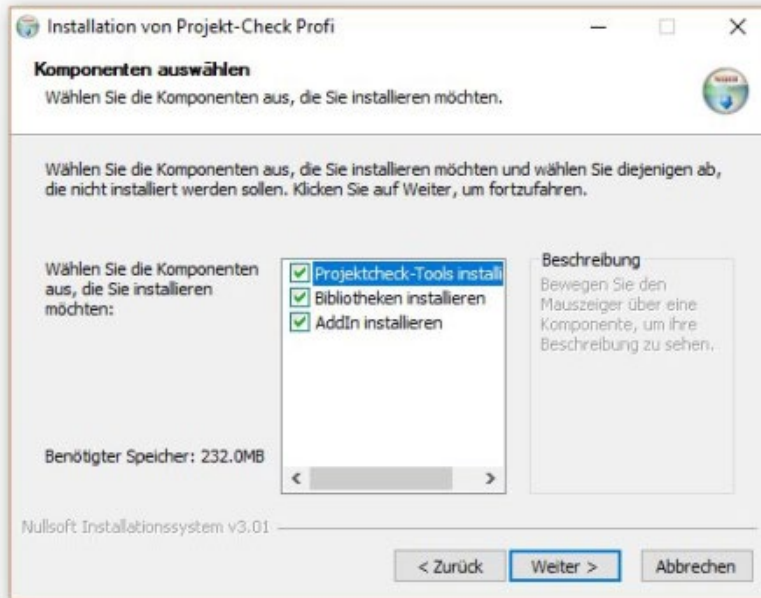 Installation von Projekt-Check Profi
Komponenten auswählen
Wählen Sie die Komponenten aus, die Sie installieren möchten.
Wählen Sie die Komponenten aus, die Sie installieren möchten und wählen Sie diejenigen ab,
die nicht installiert werden sollen. Klicken Sie auf Weiter, um fortzufahren.
Wählen Sie die Komponenten
aus, die Sie installieren
möchten:
Projektcheck-Tools installi
Bibliotheken installieren
AddIn installieren
Beschreibung
Bewegen Sie den
Mauszeiger über eine
Komponente, um ihre
Beschreibung zu sehen.
Benötigter Speicher: 232.0MB
Nullsoft Installationssystem v3.01
< Zurück
Weiter >
Abbrechen